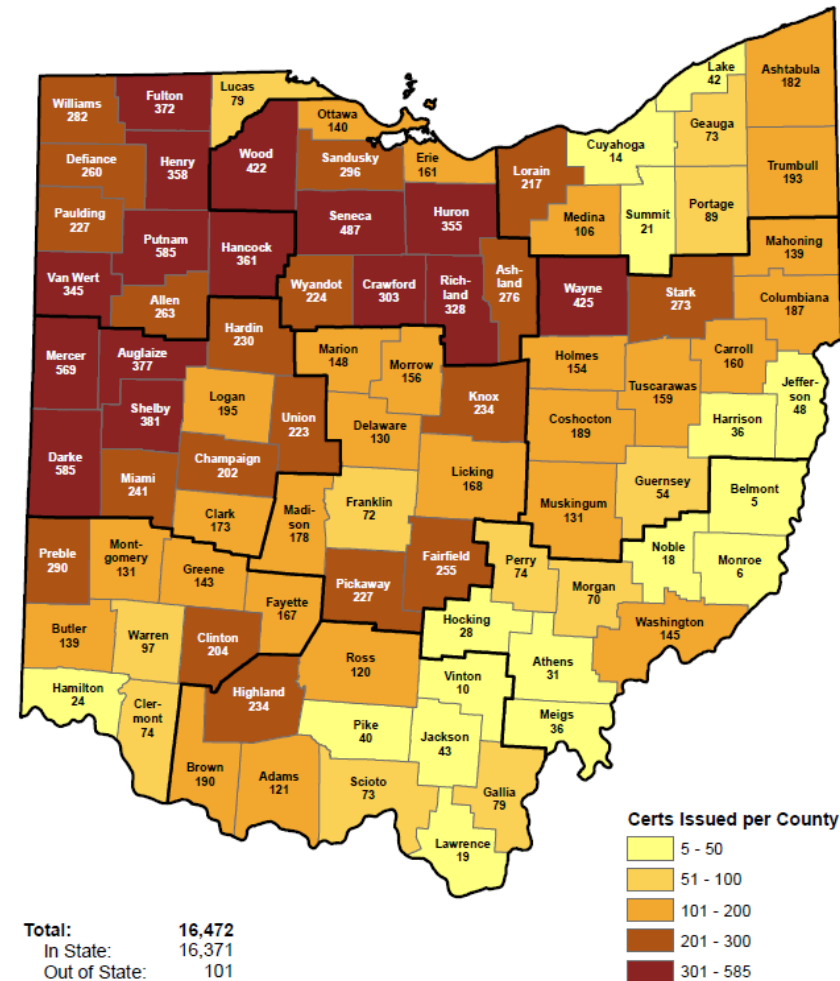 Lake
42
Ashtabula
182
Lucas
79
Fulton
372
Williams
282
Ottawa
140
Geauga
73
Cuyahoga
14
Wood
422
Sandusky
296
Erie
161
Defiance
260
Henry
358
Lorain
217
Trumbull
193
Portage
89
Paulding
227
Seneca
487
Huron
355
Medina
106
Summit
21
Putnam
585
Hancock
361
Mahoning
139
Van Wert
345
Wyandot
224
Crawford
303
Rich-
land
328
Ash-
land
276
Wayne
425
Stark
273
Allen
263
Columbiana
187
Hardin
230
Mercer
569
Auglaize
377
Marion
148
Morrow
156
Holmes
154
Carroll
160
Tuscarawas
159
Jeffer-
son
48
Logan
195
Shelby
381
Union
223
Knox
234
Delaware
130
Coshocton
189
Harrison
36
Darke
585
Champaign
202
Miami
241
Licking
168
Guernsey
54
Belmont
5
Franklin
72
Muskingum
131
Clark
173
Madi-
son
178
Preble
290
Mont-
gomery
131
Greene
143
Fairfield
255
Perry
74
Noble
18
Monroe
6
Pickaway
227
Morgan
70
Fayette
167
Butler
139
Warren
97
Clinton
204
Hocking
28
Washington
145
Ross
120
Athens
31
Hamilton
24
Cler-
mont
74
Highland
234
Vinton
10
Meigs
36
Pike
40
Jackson
43
Brown
190
Adams
121
Scioto
73
Gallia
79
Lawrence
19
Certs Issued per County
5 - 50
51 - 100
101 - 200
201 - 300
301 - 585
Total: 16,472
In State: 16,371
Out of State: 101